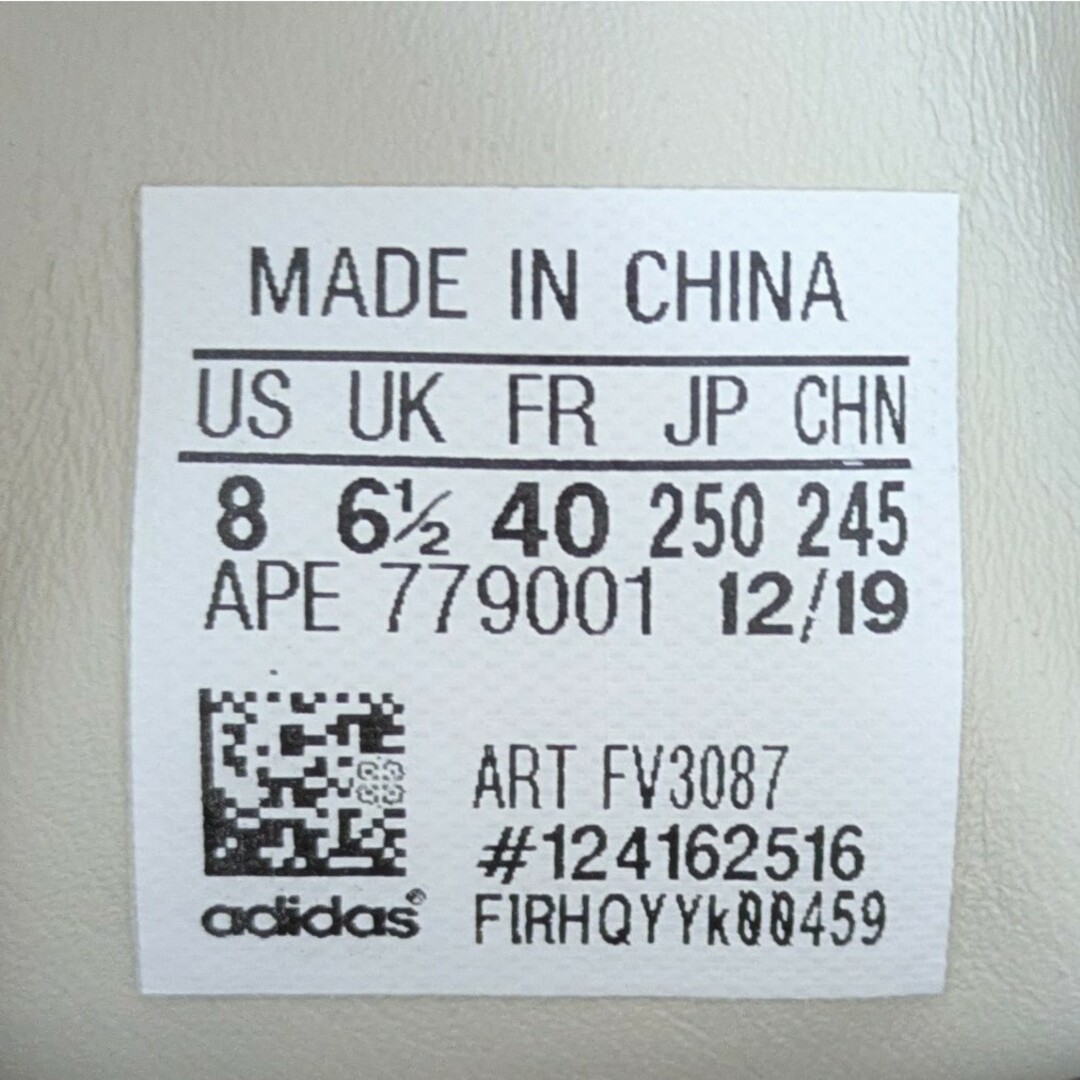 MADE IN CHINA
US UK FR JP CHN
8 6½ 40 250 245
APE 779001 12/19
ART FV3087
#124162516
adidas® F1RHQYYk00459